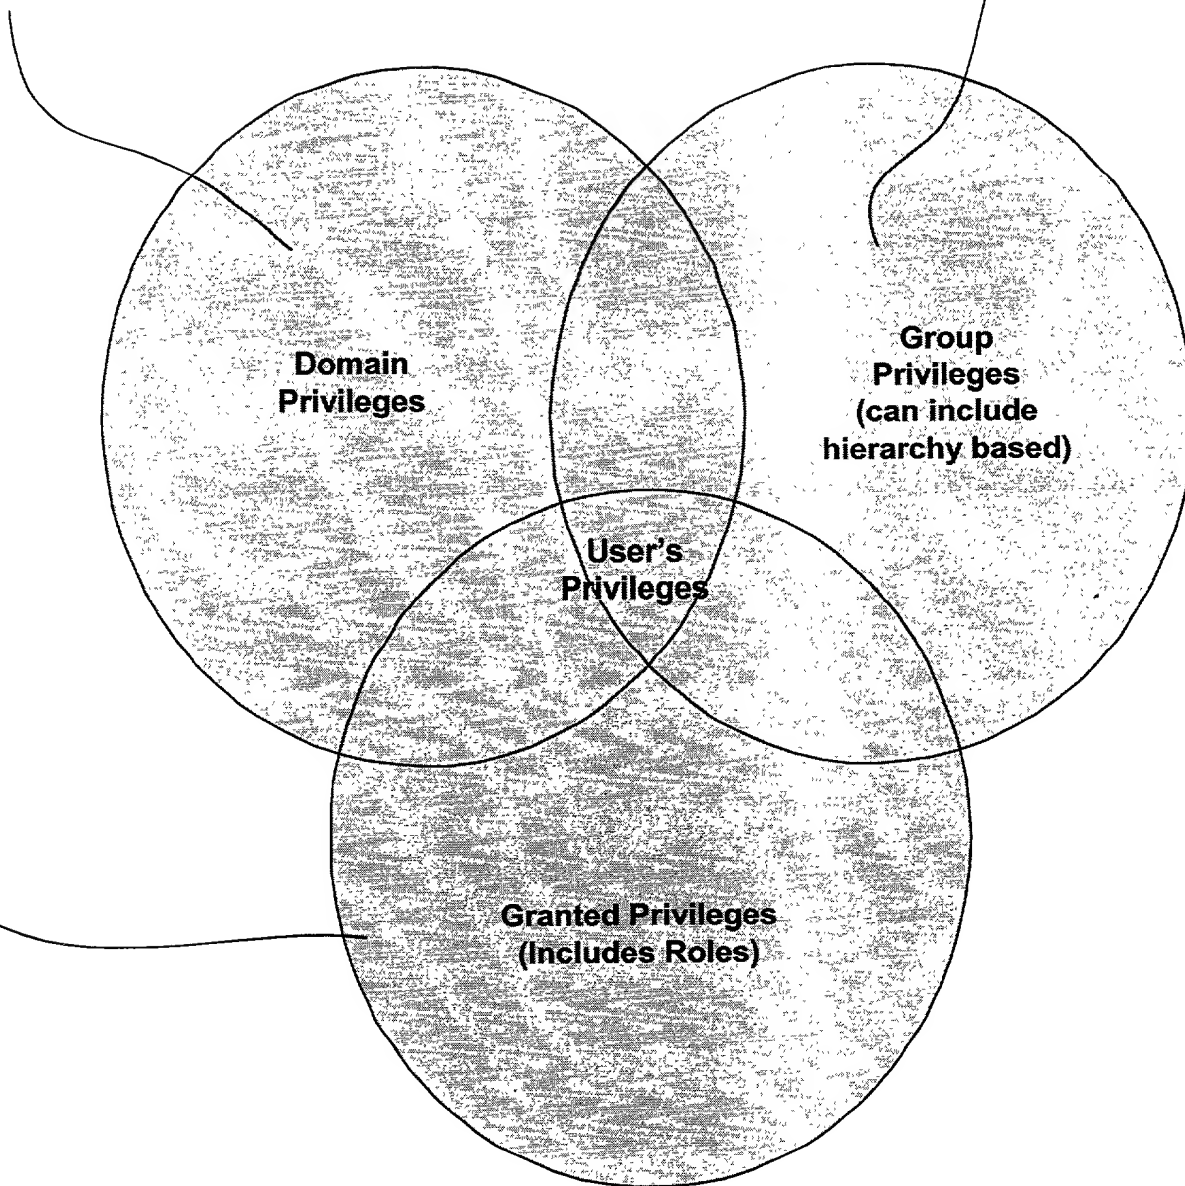 Domain
Privileges
Group
Privileges
(can include
hierarchy based)
User's
Privileges
Granted Privileges
(Includes Roles)